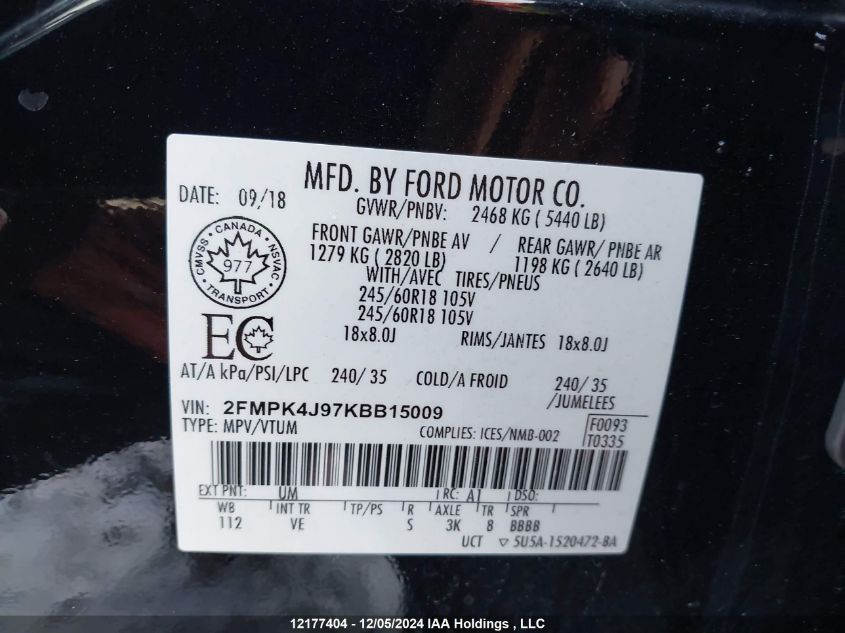 MFD. BY FORD MOTOR CO.
DATE: 09/18
GVWR/PNBV: 2468 KG ( 5440 LB)
FRONT GAWR/PNBE AV / REAR GAWR/ PNBE AR
1279 KG ( 2820 LB) 1198 KG ( 2640 LB)
WITH/AVEC TIRES/PNEUS
245/60R18 105V
245/60R18 105V
18x8.0J RIMS/JANTES 18x8.0J
CMVSS · CANADA · NSVAC
977
TRANSPORT
EC
AT/A kPa/PSI/LPC 240/ 35 COLD/A FROID 240/ 35
/JUMELEES
VIN: 2FMPK4J97KBB15009
TYPE: MPV/VTUM COMPLIES: ICES/NMB-002
F0093
T0335
EXT PNT: UM RC: A1 DSO:
WB INT TR TP/PS R AXLE TR SPR
112 VE S 3K 8 BBBB
UCT ▽ 5U5A-1520472-BA
12177404 - 12/05/2024 IAA Holdings , LLC